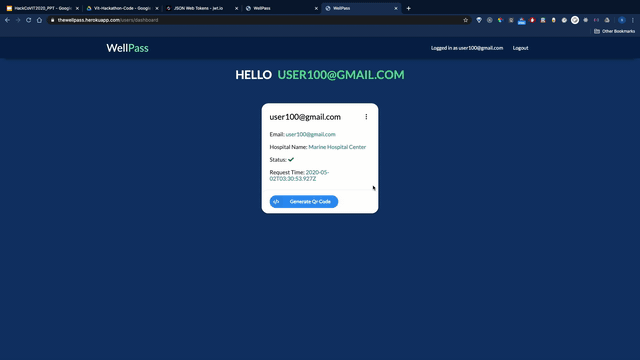 HackCoVIT2020_PPT - Google
VIt-Hackathon-Code - Google
JSON Web Tokens - jwt.io
WellPass
WellPass
thewellpass.herokuapp.com/users/dashboard
Other Bookmarks
WellPass
Logged in as user100@gmail.com
Logout
HELLO USER100@GMAIL.COM
user100@gmail.com
Email: user100@gmail.com
Hospital Name: Marine Hospital Center
Status:
Request Time: 2020-05-
02T03:30:53.927Z
</> Generate Qr Code